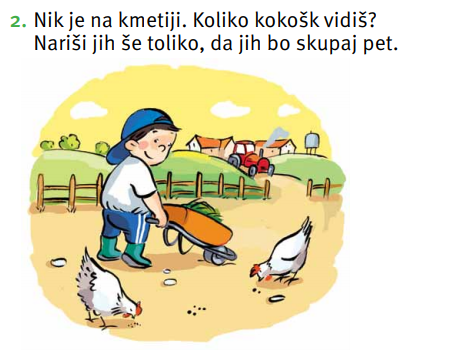 2. Nik je na kmetiji. Koliko kokošk vidiš?
Nariši jih še toliko, da jih bo skupaj pet.